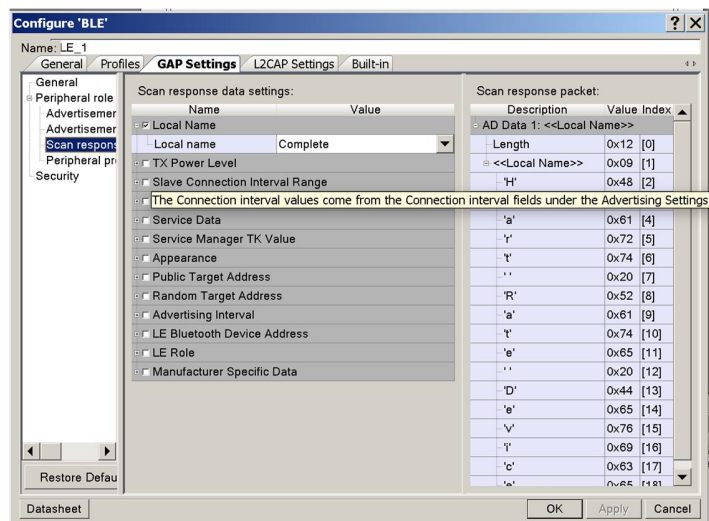 Configure 'BLE'
Name: LE_1
General Profiles GAP Settings L2CAP Settings Built-in
General
Peripheral role
Advertisemer
Advertisemer
Scan respons
Peripheral pr
Security
Restore Defau
Scan response data settings:
Name Value
Local Name
Local name Complete
TX Power Level
Slave Connection Interval Range
The Connection interval values come from the Connection interval fields under the Advertising Settings
Service Data
Service Manager TK Value
Appearance
Public Target Address
Random Target Address
Advertising Interval
LE Bluetooth Device Address
LE Role
Manufacturer Specific Data
Scan response packet:
Description Value Index
AD Data 1: <<Local Name>>
Length 0x12 [0]
<<Local Name>> 0x09 [1]
'H' 0x48 [2]
'a' 0x61 [4]
'r' 0x72 [5]
't' 0x74 [6]
' ' 0x20 [7]
'R' 0x52 [8]
'a' 0x61 [9]
't' 0x74 [10]
'e' 0x65 [11]
' ' 0x20 [12]
'D' 0x44 [13]
'e' 0x65 [14]
'v' 0x76 [15]
'i' 0x69 [16]
'c' 0x63 [17]
'e' 0x65 [18]
Datasheet OK Apply Cancel